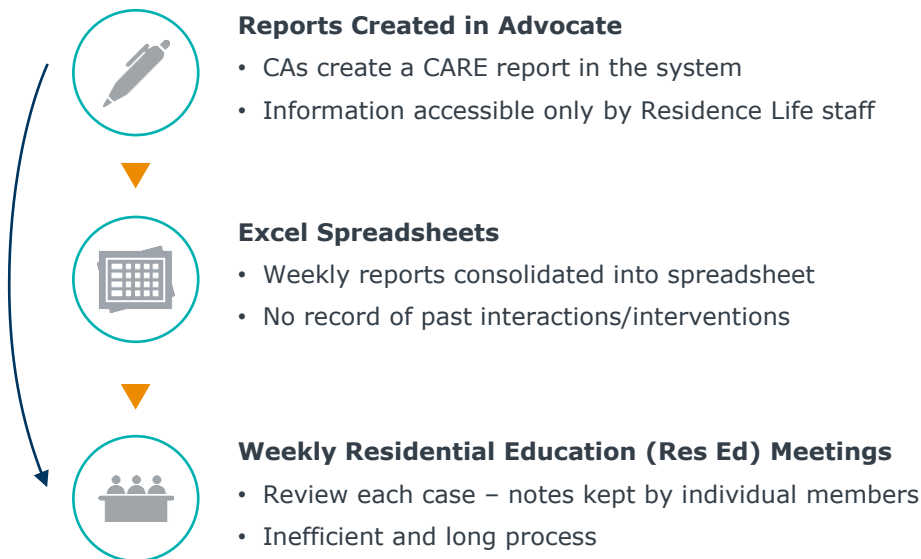 Reports Created in Advocate
• CAs create a CARE report in the system
• Information accessible only by Residence Life staff
Excel Spreadsheets
• Weekly reports consolidated into spreadsheet
• No record of past interactions/interventions
Weekly Residential Education (Res Ed) Meetings
• Review each case – notes kept by individual members
• Inefficient and long process